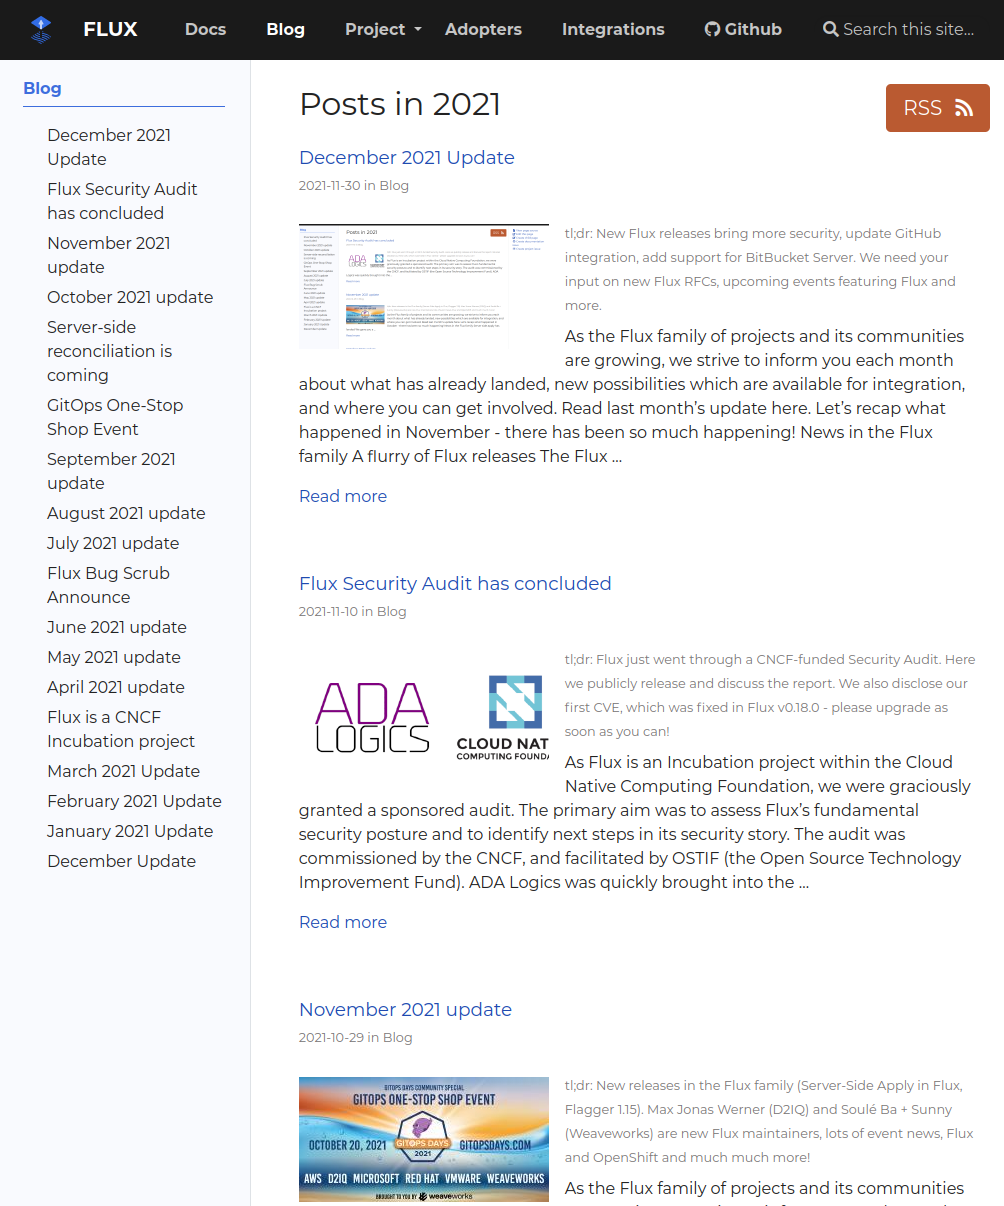 FLUX Docs Blog Project Adopters Integrations Github Search this site…
Blog
December 2021
Update
Flux Security Audit
has concluded
November 2021
update
October 2021 update
Server-side
reconciliation is
coming
GitOps One-Stop
Shop Event
September 2021
update
August 2021 update
July 2021 update
Flux Bug Scrub
Announce
June 2021 update
May 2021 update
April 2021 update
Flux is a CNCF
Incubation project
March 2021 Update
February 2021 Update
January 2021 Update
December Update
Posts in 2021
RSS
December 2021 Update
2021-11-30 in Blog
Posts in 2021
tl;dr: New Flux releases bring more security, update GitHub
integration, add support for BitBucket Server. We need your
input on new Flux RFCs, upcoming events featuring Flux and
more.
As the Flux family of projects and its communities
are growing, we strive to inform you each month
about what has already landed, new possibilities which are available for integration,
and where you can get involved. Read last month’s update here. Let’s recap what
happened in November - there has been so much happening! News in the Flux
family A flurry of Flux releases The Flux …
Read more
Flux Security Audit has concluded
2021-11-10 in Blog
ADA
LOGICS
CLOUD NAT
COMPUTING FOUNDA
tl;dr: Flux just went through a CNCF-funded Security Audit. Here
we publicly release and discuss the report. We also disclose our
first CVE, which was fixed in Flux v0.18.0 - please upgrade as
soon as you can!
As Flux is an Incubation project within the Cloud
Native Computing Foundation, we were graciously
granted a sponsored audit. The primary aim was to assess Flux’s fundamental
security posture and to identify next steps in its security story. The audit was
commissioned by the CNCF, and facilitated by OSTIF (the Open Source Technology
Improvement Fund). ADA Logics was quickly brought into the …
Read more
November 2021 update
2021-10-29 in Blog
GITOPS DAYS COMMUNITY SPECIAL
GITOPS ONE-STOP SHOP EVENT
OCTOBER 20, 2021
GITOPS DAYS
2021
GITOPSDAYS.COM
AWS D2IQ MICROSOFT RED HAT VMWARE WEAVEWORKS
BROUGHT TO YOU BY weaveworks
tl;dr: New releases in the Flux family (Server-Side Apply in Flux,
Flagger 1.15). Max Jonas Werner (D2IQ) and Soulé Ba + Sunny
(Weaveworks) are new Flux maintainers, lots of event news, Flux
and OpenShift and much much more!
As the Flux family of projects and its communities